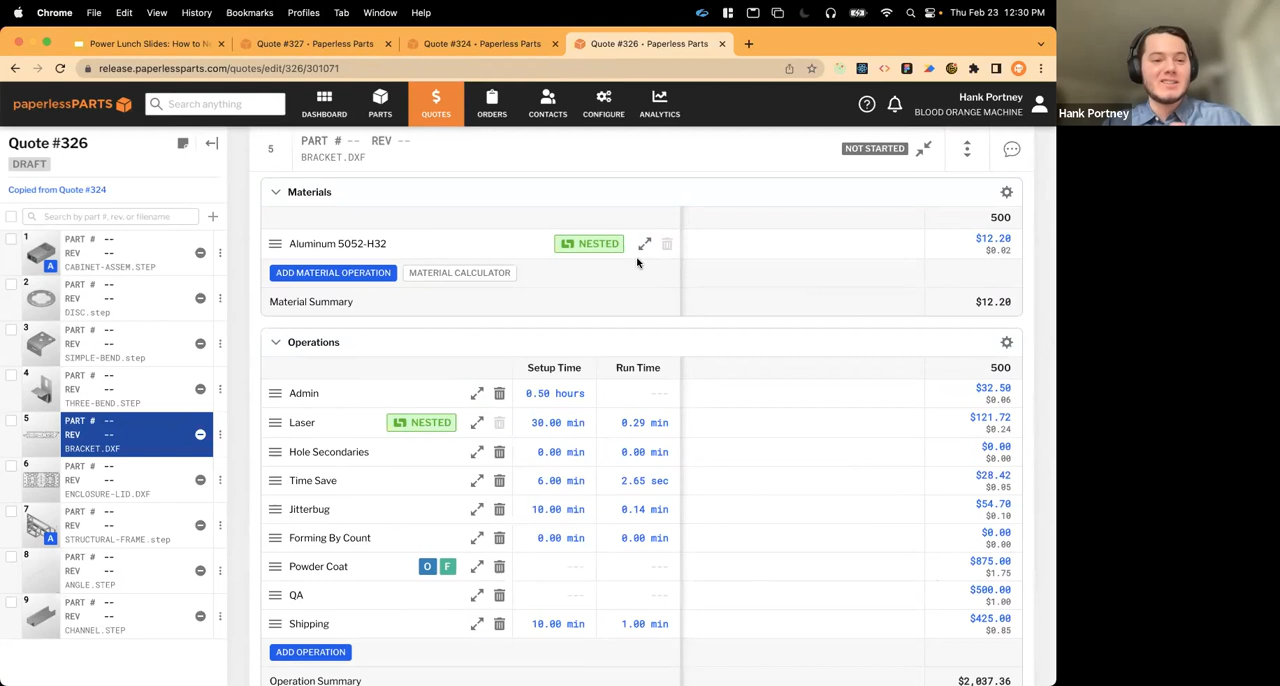 Chrome File Edit View History Bookmarks Profiles Tab Window Help Thu Feb 23 12:30 PM
Power Lunch Slides: How to Ne Quote #327 • Paperless Parts Quote #324 • Paperless Parts Quote #326 • Paperless Parts
release.paperlessparts.com/quotes/edit/326/301071
paperlessPARTS Search anything DASHBOARD PARTS QUOTES ORDERS CONTACTS CONFIGURE ANALYTICS Hank Portney
BLOOD ORANGE MACHINE
Hank Portney
Quote #326
DRAFT
Copied from Quote #324
Search by part #, rev, or filename
1 PART # --
REV --
A CABINET-ASSEM.STEP
2 PART # --
REV --
DISC.step
3 PART # --
REV --
SIMPLE-BEND.step
4 PART # --
REV --
THREE-BEND.STEP
5 PART # --
REV --
BRACKET.DXF
6 PART # --
REV --
ENCLOSURE-LID.DXF
7 PART # --
REV --
A STRUCTURAL-FRAME.step
8 PART # --
REV --
ANGLE.STEP
9 PART # --
REV --
CHANNEL.STEP
5 PART # -- REV --
BRACKET.DXF
NOT STARTED
Materials
500
Aluminum 5052-H32 NESTED $12.20
$0.02
ADD MATERIAL OPERATION MATERIAL CALCULATOR
Material Summary $12.20
Operations
Setup Time Run Time 500
Admin 0.50 hours --- $32.50
$0.06
Laser NESTED 30.00 min 0.29 min $121.72
$0.24
Hole Secondaries 0.00 min 0.00 min $0.00
$0.00
Time Save 6.00 min 2.65 sec $28.42
$0.05
Jitterbug 10.00 min 0.14 min $54.70
$0.10
Forming By Count 0.00 min 0.00 min $0.00
$0.00
Powder Coat O F --- --- $875.00
$1.75
QA --- --- $500.00
$1.00
Shipping 10.00 min 1.00 min $425.00
$0.85
ADD OPERATION
Operation Summary $2,037.36